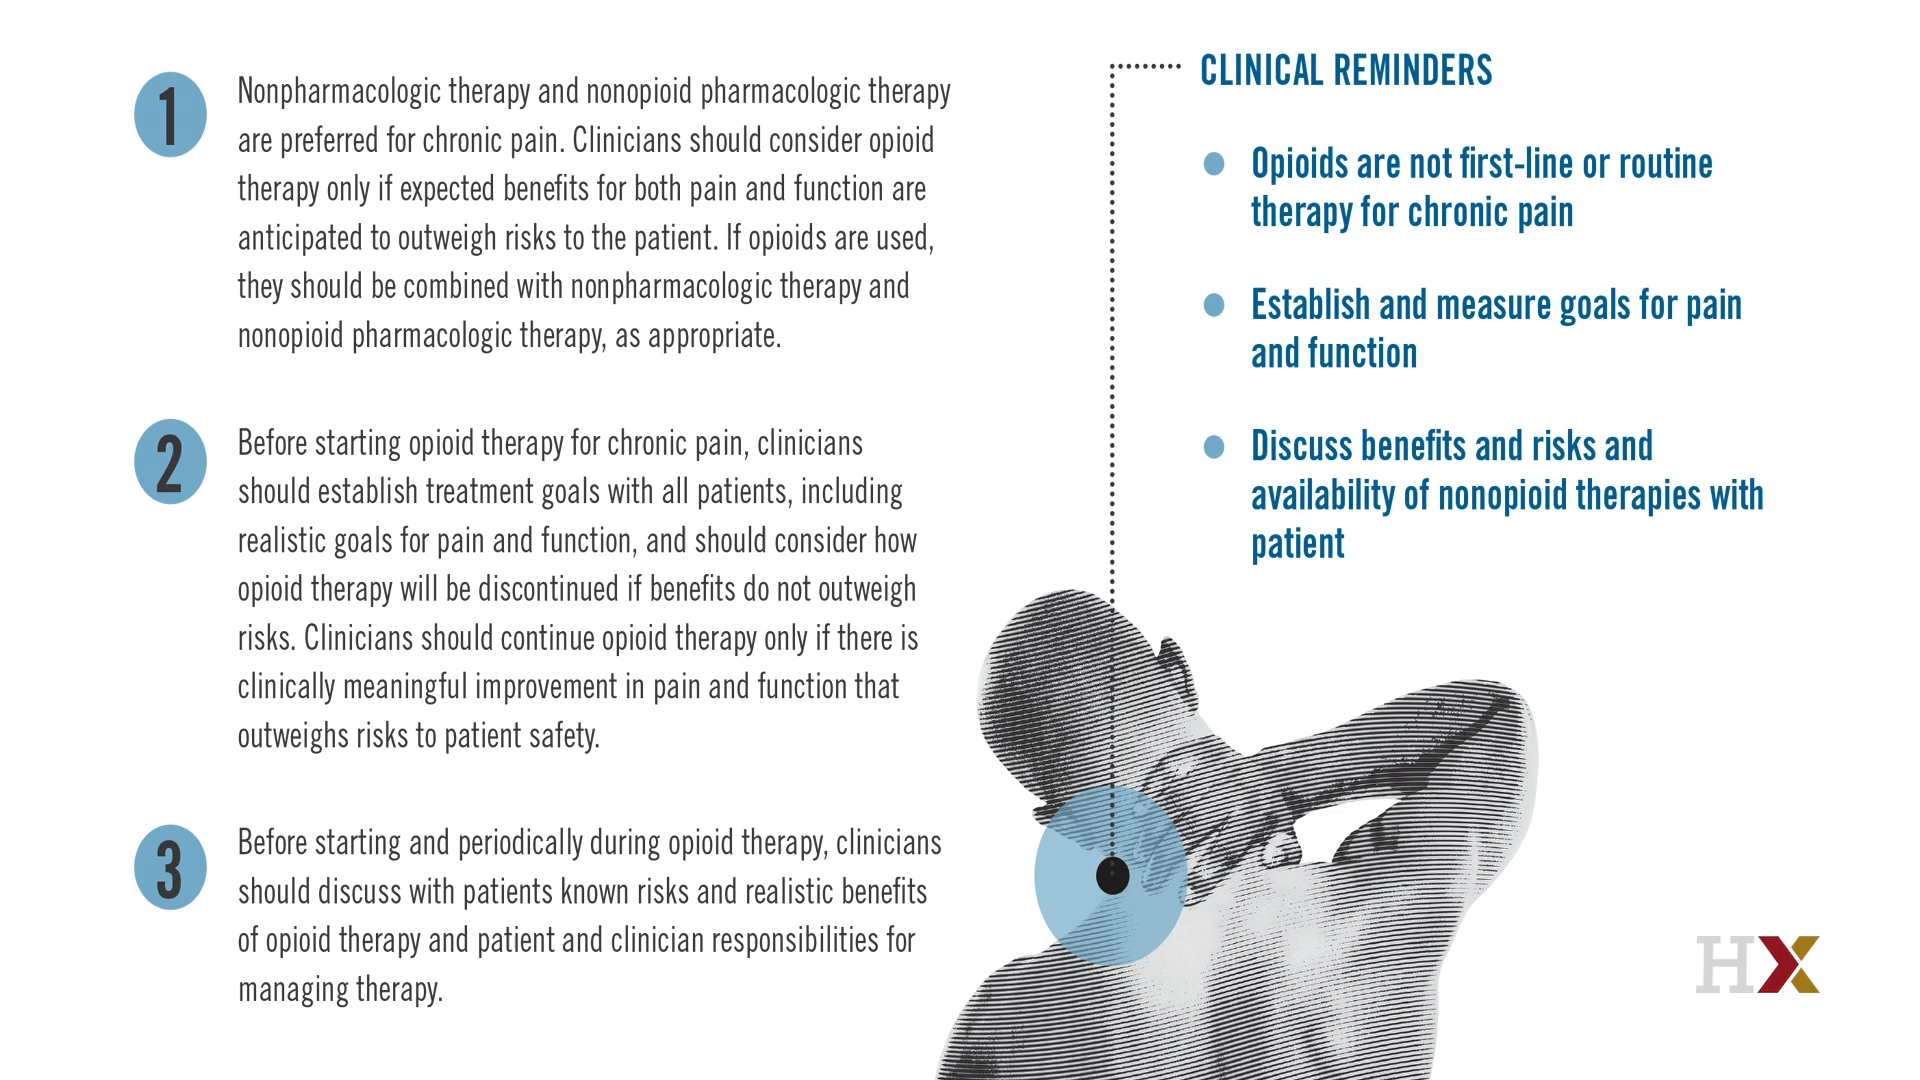 1
Nonpharmacologic therapy and nonopioid pharmacologic therapy
are preferred for chronic pain. Clinicians should consider opioid
therapy only if expected benefits for both pain and function are
anticipated to outweigh risks to the patient. If opioids are used,
they should be combined with nonpharmacologic therapy and
nonopioid pharmacologic therapy, as appropriate.
2
Before starting opioid therapy for chronic pain, clinicians
should establish treatment goals with all patients, including
realistic goals for pain and function, and should consider how
opioid therapy will be discontinued if benefits do not outweigh
risks. Clinicians should continue opioid therapy only if there is
clinically meaningful improvement in pain and function that
outweighs risks to patient safety.
3
Before starting and periodically during opioid therapy, clinicians
should discuss with patients known risks and realistic benefits
of opioid therapy and patient and clinician responsibilities for
managing therapy.
CLINICAL REMINDERS
Opioids are not first-line or routine
therapy for chronic pain
Establish and measure goals for pain
and function
Discuss benefits and risks and
availability of nonopioid therapies with
patient
HX